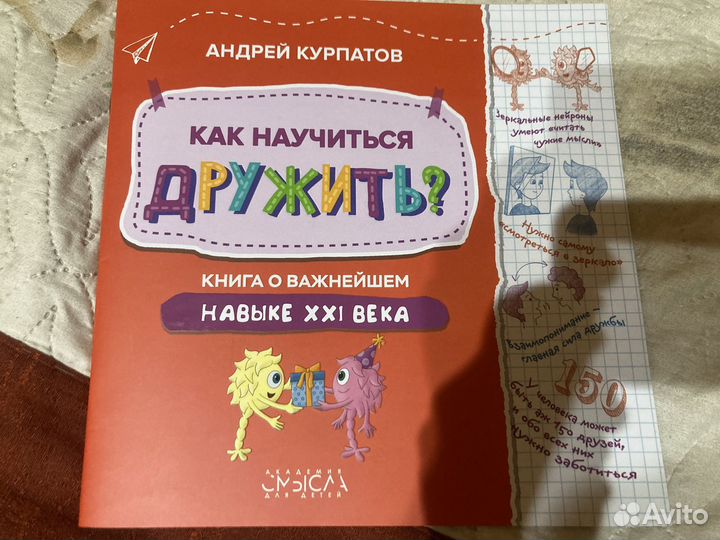 АНДРЕЙ КУРПАТОВ
КАК НАУЧИТЬСЯ
ДРУЖИТЬ?
КНИГА О ВАЖНЕЙШЕМ
НАВЫКЕ XXI ВЕКА
АКАДЕМИЯ
СМЫСЛА
ДЛЯ ДЕТЕЙ
Зеркальные нейроны
умеют «читать
чужие мысли»
Нужно самому
«смотреться в зеркало»
Взаимопонимание –
главная сила дружбы
150
У человека может
быть аж 150 друзей,
и обо всех них
нужно заботиться
Avito